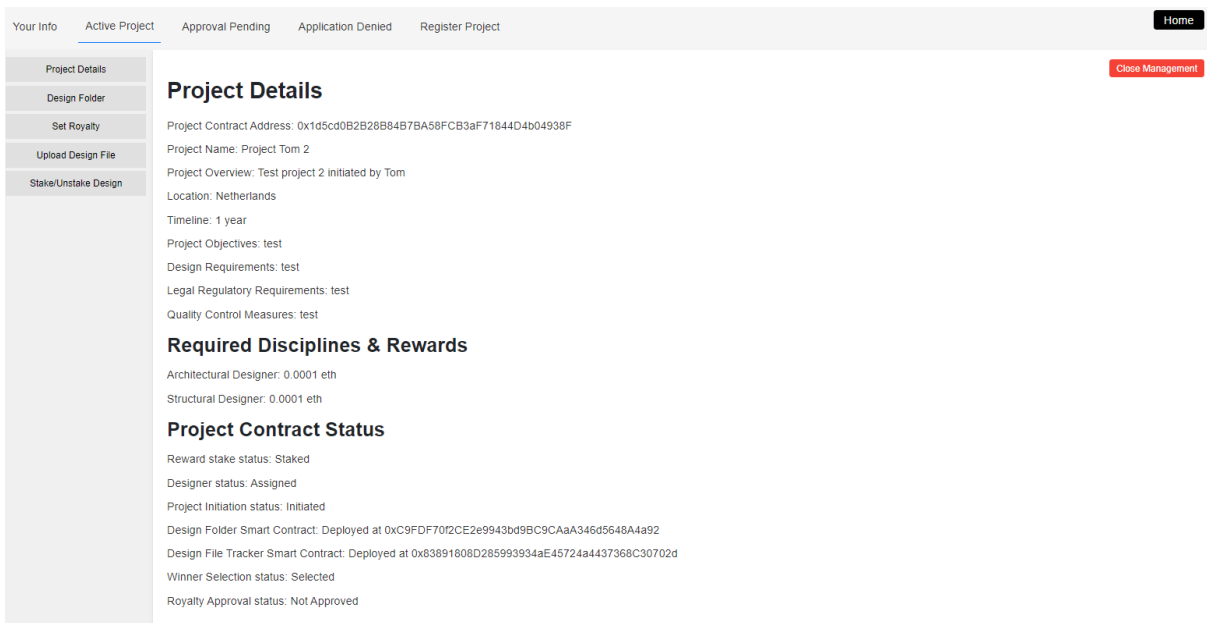 Your Info Active Project Approval Pending Application Denied Register Project Home
Close Management
Project Details
Design Folder
Set Royalty
Upload Design File
Stake/Unstake Design
Project Details
Project Contract Address: 0x1d5cd0B2B28B84B7BA58FCB3aF71844D4b04938F
Project Name: Project Tom 2
Project Overview: Test project 2 initiated by Tom
Location: Netherlands
Timeline: 1 year
Project Objectives: test
Design Requirements: test
Legal Regulatory Requirements: test
Quality Control Measures: test
Required Disciplines & Rewards
Architectural Designer: 0.0001 eth
Structural Designer: 0.0001 eth
Project Contract Status
Reward stake status: Staked
Designer status: Assigned
Project Initiation status: Initiated
Design Folder Smart Contract: Deployed at 0xC9FDF70f2CE2e9943bd9BC9CAaA346d5648A4a92
Design File Tracker Smart Contract: Deployed at 0x83891808D285993934aE45724a4437368C30702d
Winner Selection status: Selected
Royalty Approval status: Not Approved